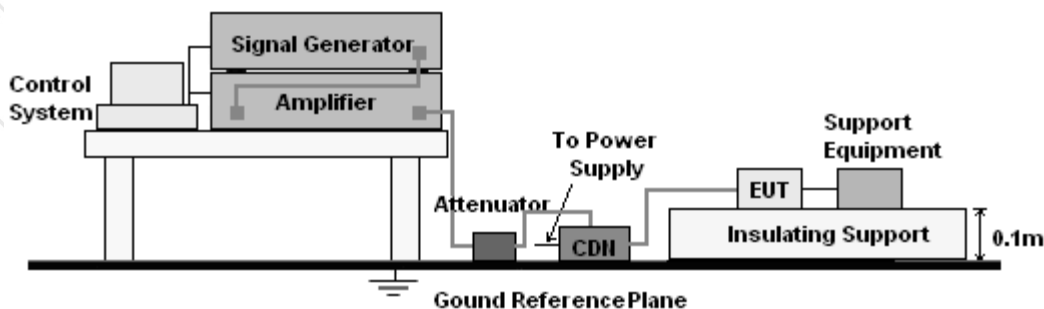 Signal Generator
Control
System
Amplifier
To Power
Supply
Support
Equipment
Attenuator
EUT
CDN
Insulating Support
0.1m
Gound Reference Plane